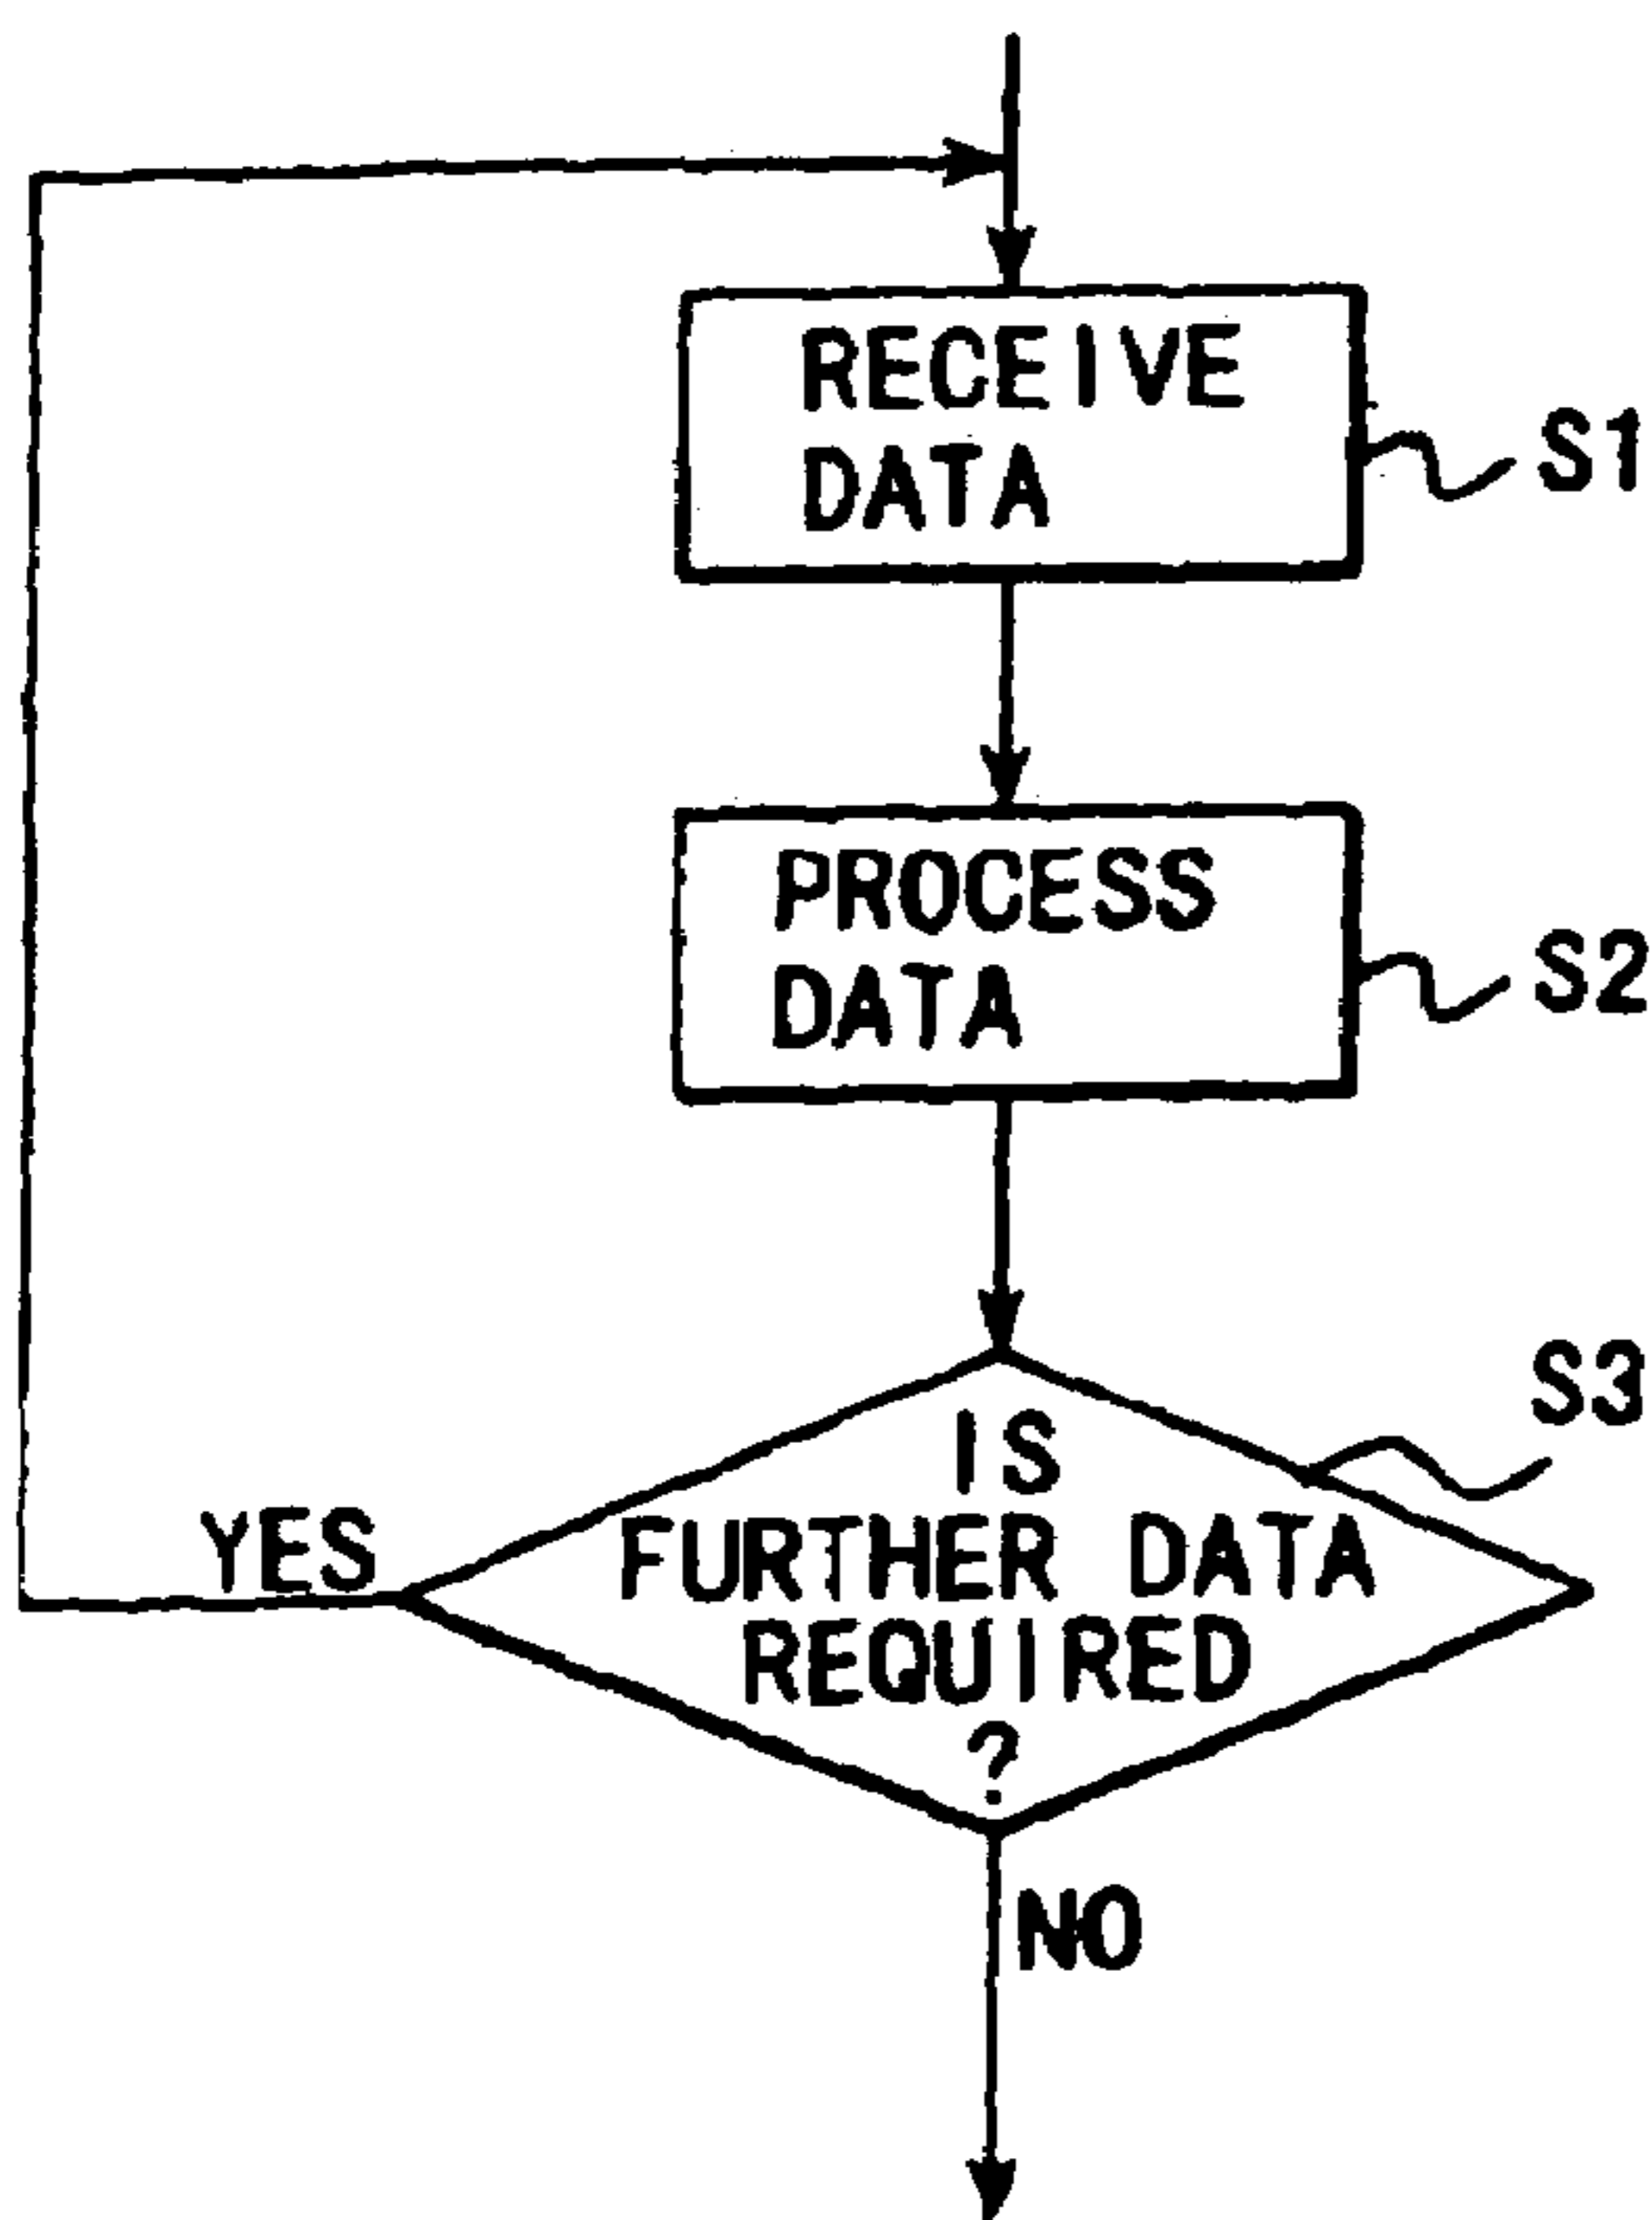 RECEIVE
DATA
S1
PROCESS
DATA
S2
S3
IS
FURTHER DATA
REQUIRED
?
YES
NO